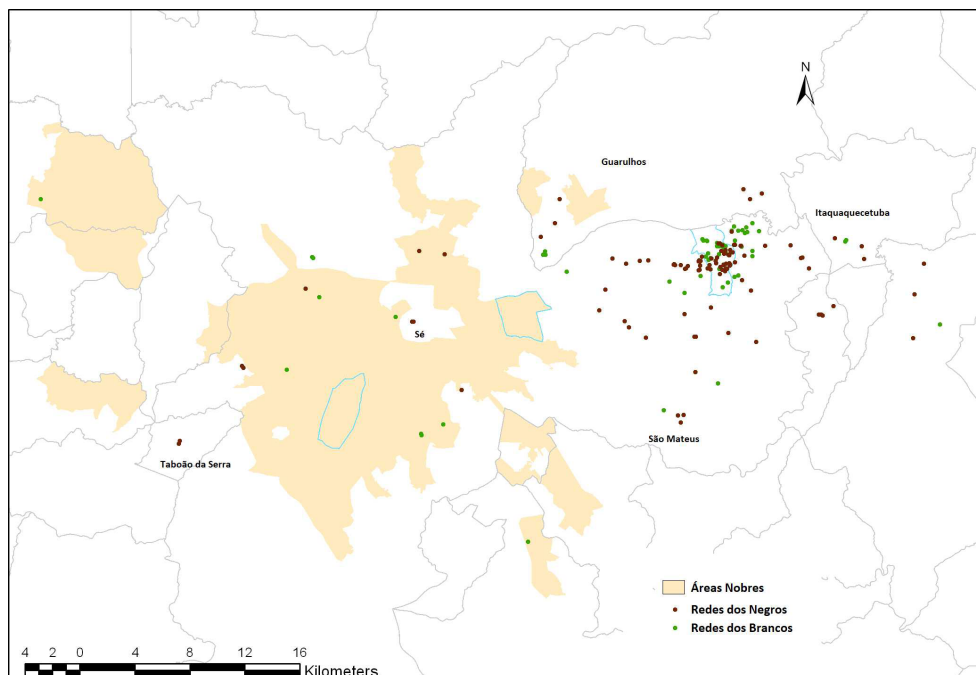 N
Guarulhos
Itaquaquecetuba
Sé
São Mateus
Taboão da Serra
Áreas Nobres
Redes dos Negros
Redes dos Brancos
4 2 0 4 8 12 16
Kilometers